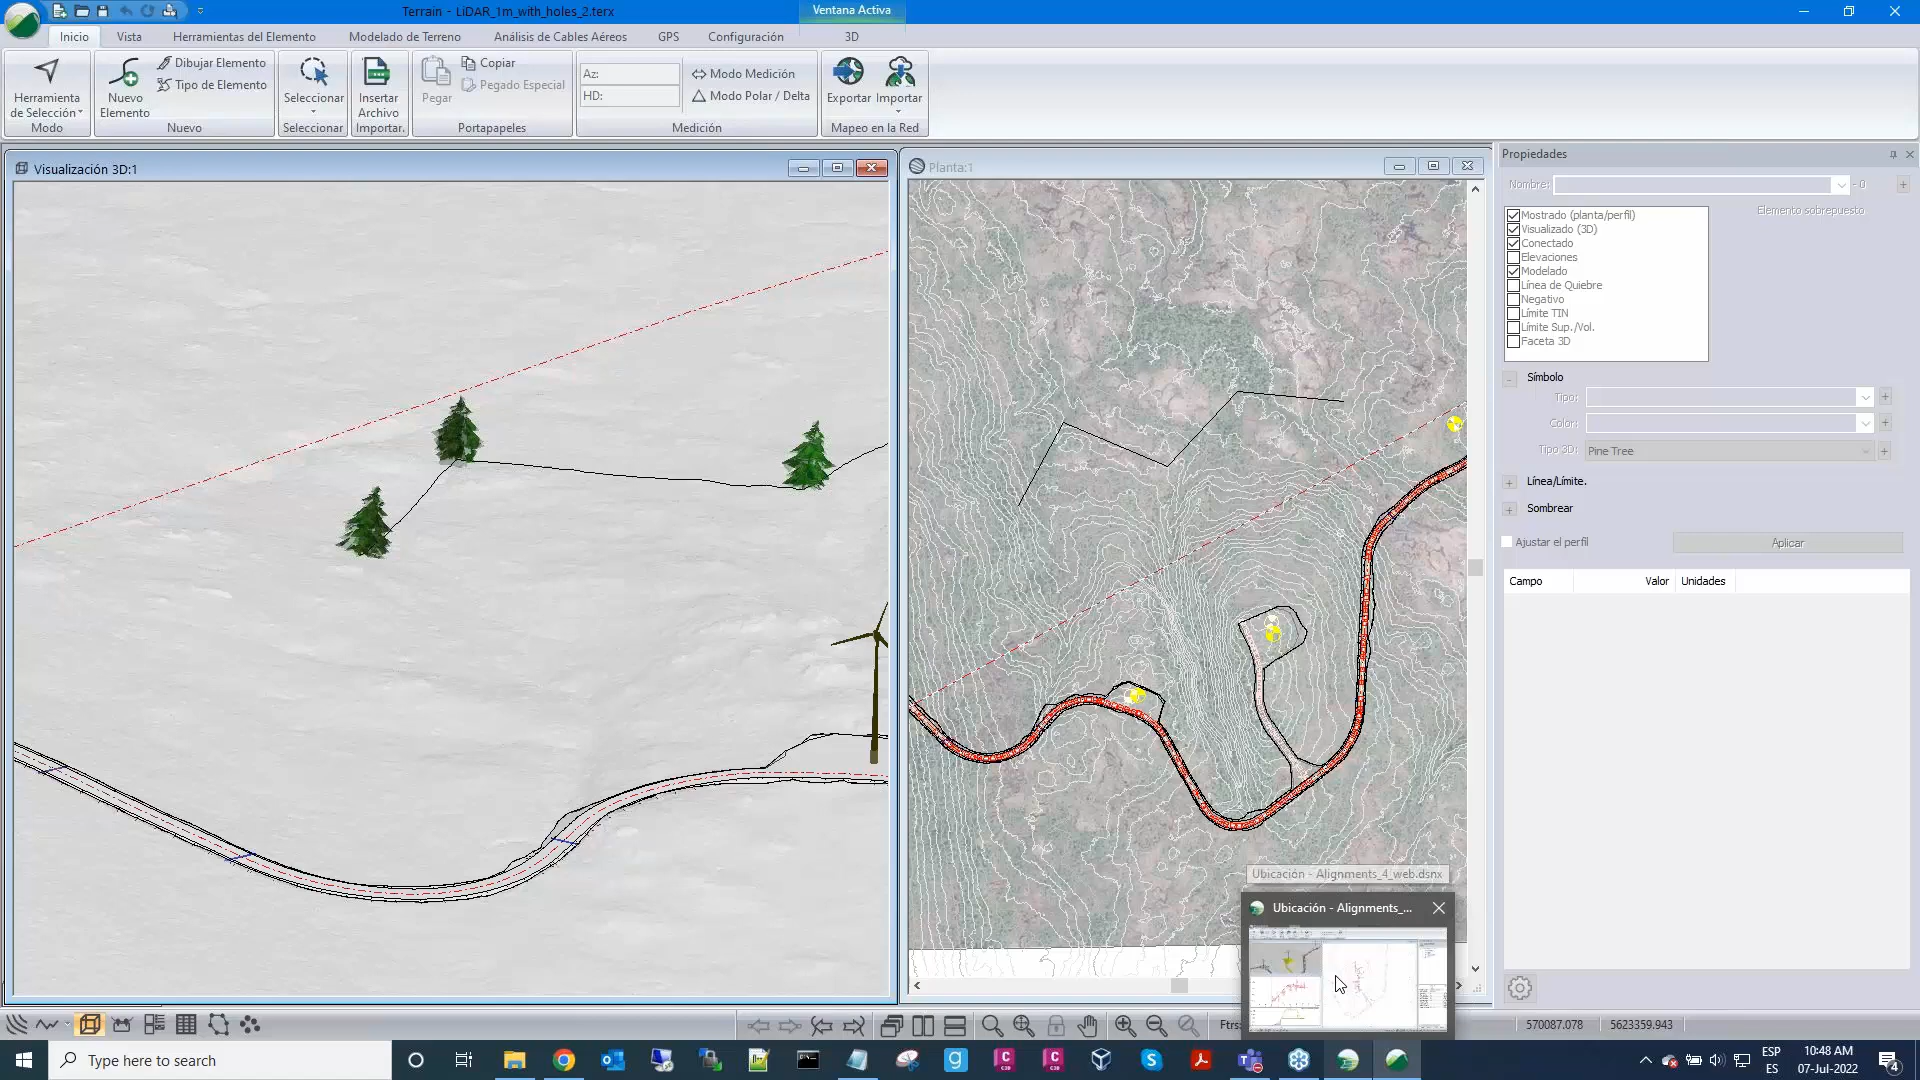 Terrain - LiDAR_1m_with_holes_2.terx
Ventana Activa
Inicio
Vista
Herramientas del Elemento
Modelado de Terreno
Análisis de Cables Aéreos
GPS
Configuración
3D
Herramienta
de Selección
Modo
Nuevo
Elemento
Dibujar Elemento
Tipo de Elemento
Nuevo
Seleccionar
Seleccionar
Insertar
Archivo
Importar.
Pegar
Copiar
Pegado Especial
Portapapeles
Az:
HD:
Modo Medición
Modo Polar / Delta
Medición
Exportar
Importar
Mapeo en la Red
Visualización 3D:1
Planta:1
Propiedades
Nombre:
- 0
Elemento sobrepuesto
Mostrado (planta/perfil)
Visualizado (3D)
Conectado
Elevaciones
Modelado
Línea de Quiebre
Negativo
Límite TIN
Límite Sup./Vol.
Faceta 3D
Símbolo
Tipo:
Color:
Tipo 3D:
Pine Tree
Línea/Límite.
Sombrear
Ajustar el perfil
Aplicar
Campo
Valor
Unidades
Ubicación - Alignments_4_web.dsnx
Ubicación - Alignments_...
Ftrs:
570087.078
5623359.943
Type here to search
ESP
ES
10:48 AM
07-Jul-2022
4